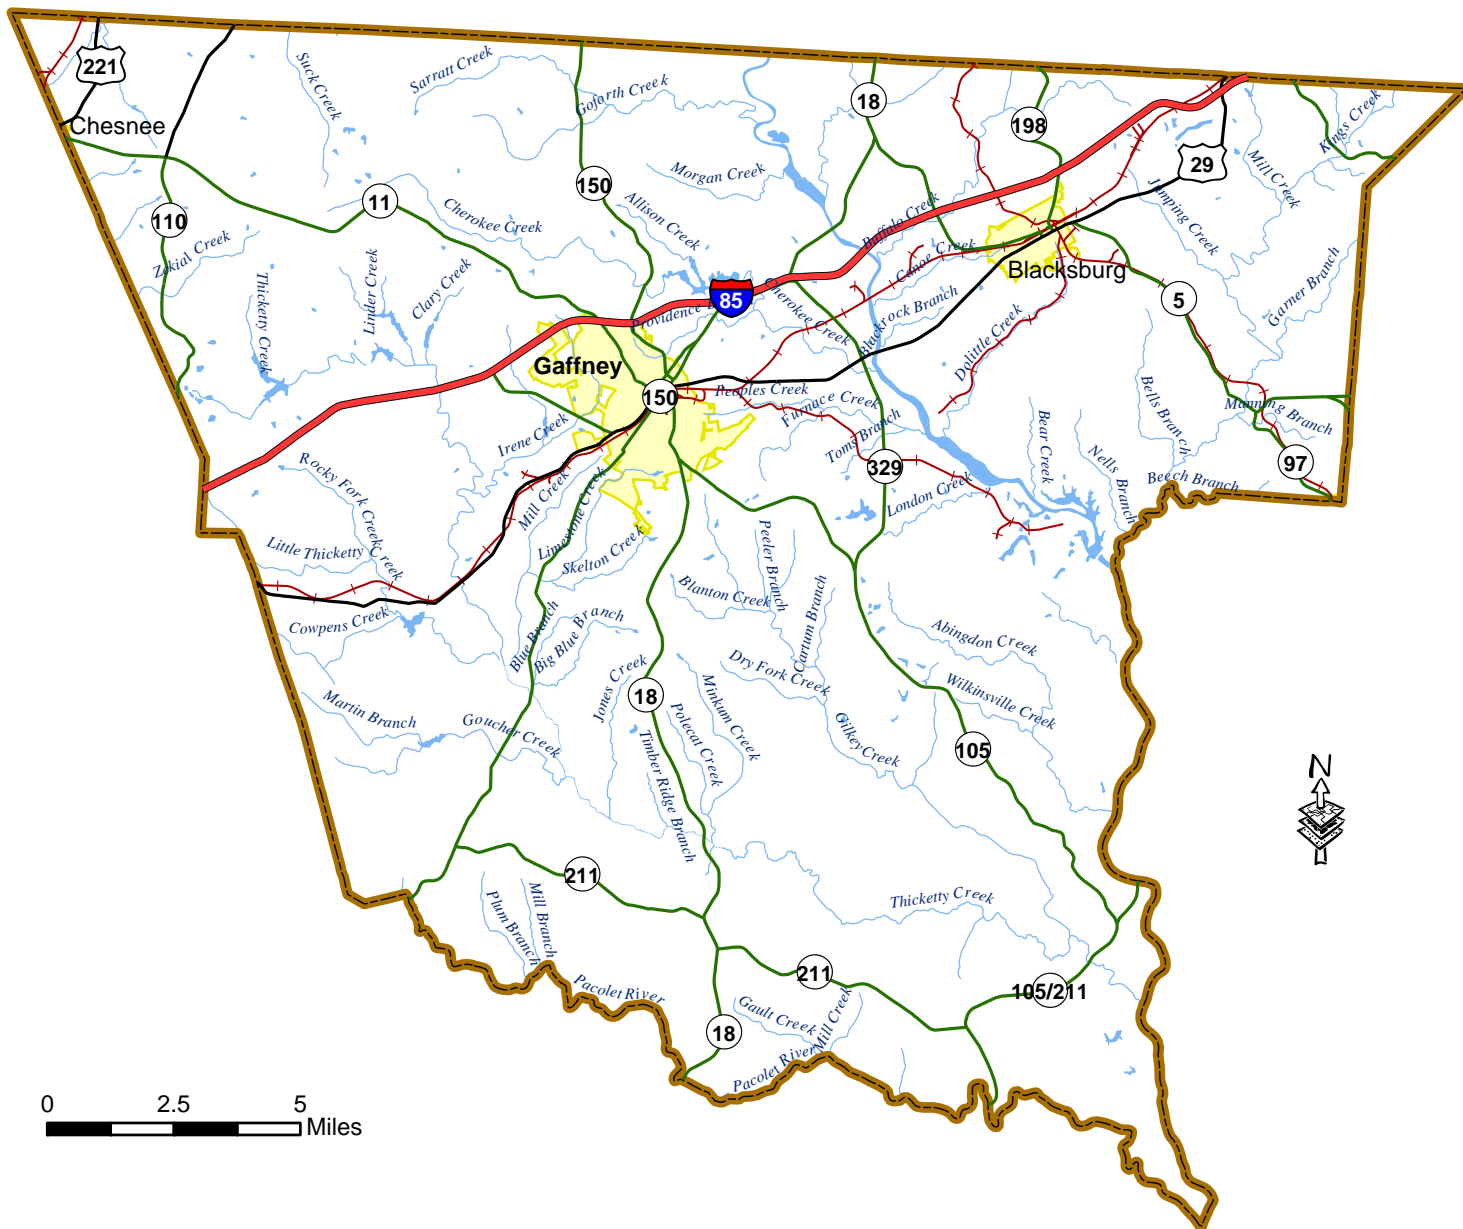 221
Chesnee
Suck Creek
Sarratt Creek
Goforth Creek
18
198
Kings Creek
Mill Creek
29
Morgan Creek
150
11
110
Cherokee Creek
Allison Creek
Buffalo Creek
Jumping Creek
Zekial Creek
Thicketty Creek
Linder Creek
Clary Creek
Canoe Creek
Blacksburg
Garner Branch
85
Cherokee Creek
Blackrock Branch
5
Dolittle Creek
Gaffney
150
Peoples Creek
Furnace Creek
Toms Branch
329
Bells Branch
Manning Branch
97
Irene Creek
Rocky Fork Creek
Creek
Mill Creek
Limestone Creek
London Creek
Bear Creek
Nells Branch
Beech Branch
Little Thicketty Creek
Skelton Creek
Peeler Branch
Blanton Creek
Cartum Branch
Cowpens Creek
Blue Branch
Big Blue Branch
Abingdon Creek
Dry Fork Creek
Wilkinsville Creek
Jones Creek
18
Minkum Creek
Polecat Creek
Martin Branch
Goucher Creek
Gilkey Creek
105
Timber Ridge Branch
N
211
Plum Branch
Mill Branch
Thicketty Creek
Pacolet River
211
105/211
Gault Creek
Mill Creek
18
Pacolet River
0 2.5 5
Miles